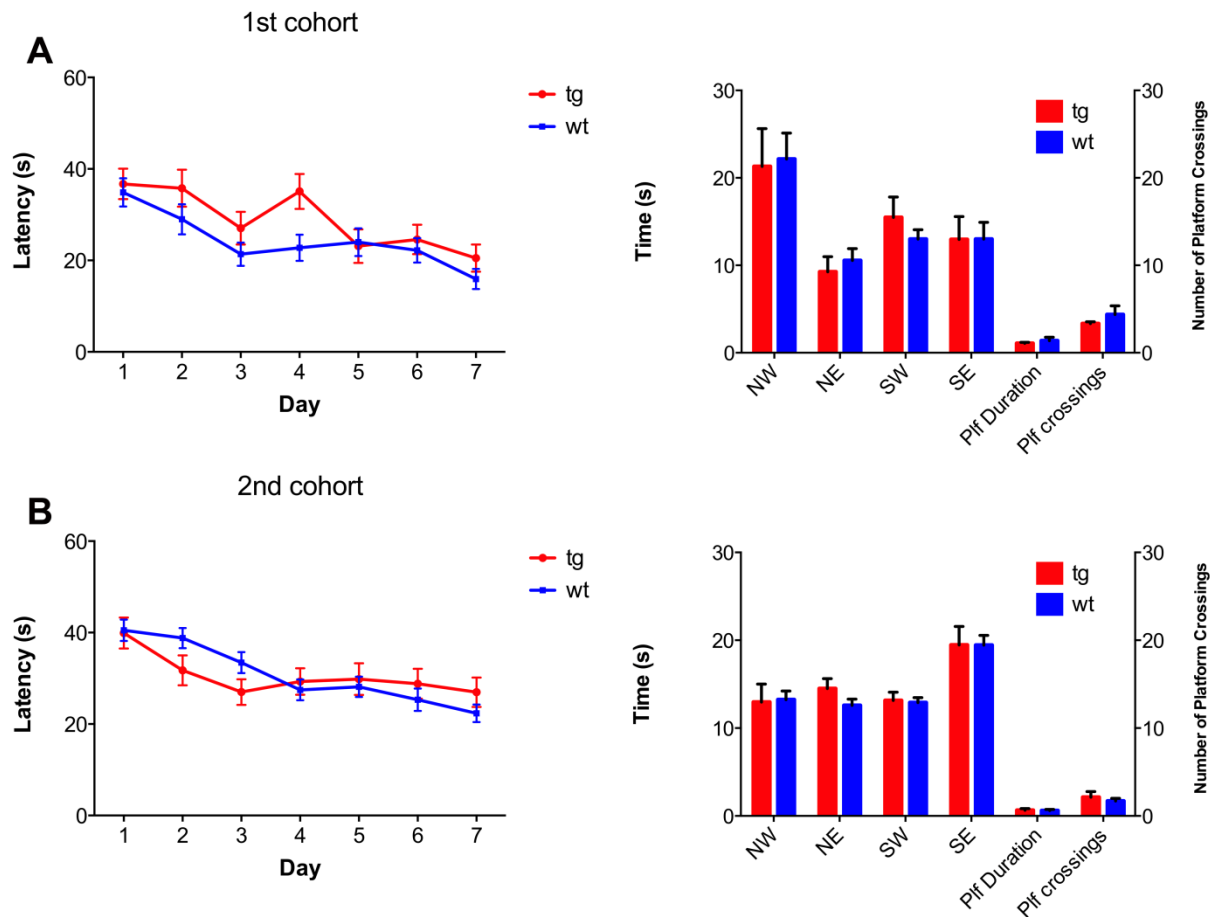 1st cohort
A
60
40
20
0
Latency (s)
1 2 3 4 5 6 7
Day
tg
wt
30
20
10
0
Time (s)
NW NE SW SE Plf Duration Plf crossings
30
20
10
0
Number of Platform Crossings
tg
wt
2nd cohort
B
60
40
20
0
Latency (s)
1 2 3 4 5 6 7
Day
tg
wt
30
20
10
0
Time (s)
NW NE SW SE Plf Duration Plf crossings
30
20
10
0
Number of Platform Crossings
tg
wt